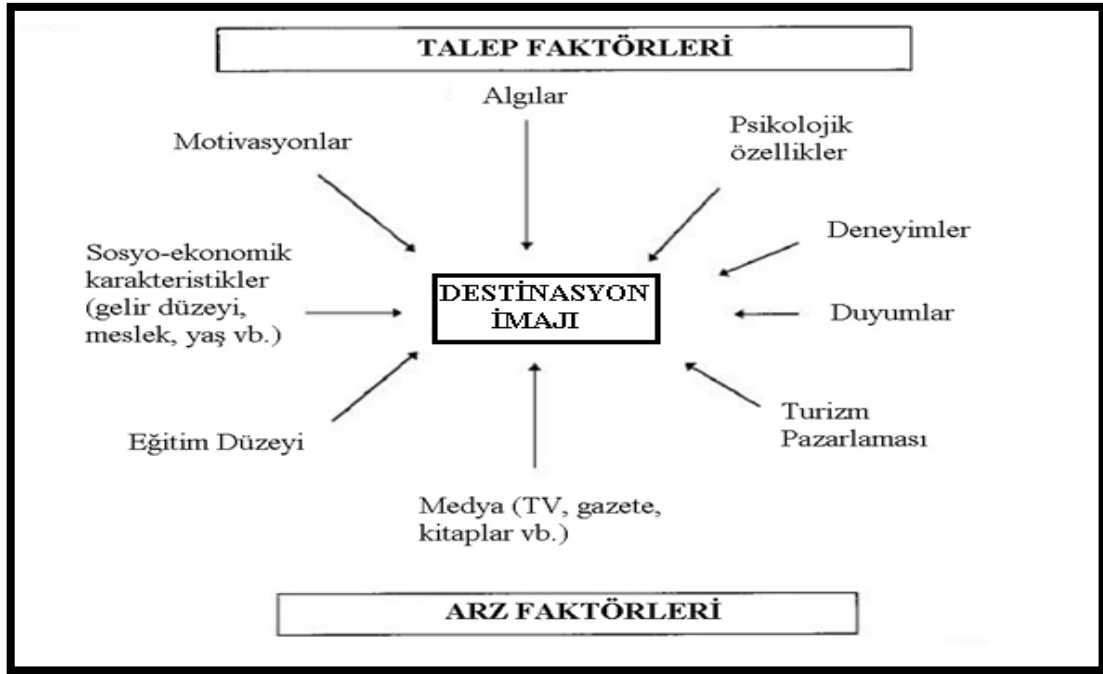 TALEP FAKTÖRLERİ
Algılar
Motivasyonlar
Psikolojik
özellikler
Deneyimler
Sosyo-ekonomik
karakteristikler
(gelir düzeyi,
meslek, yaş vb.)
DESTİNASYON
İMAJI
Duyumlar
Eğitim Düzeyi
Turizm
Pazarlaması
Medya (TV, gazete,
kitaplar vb.)
ARZ FAKTÖRLERİ